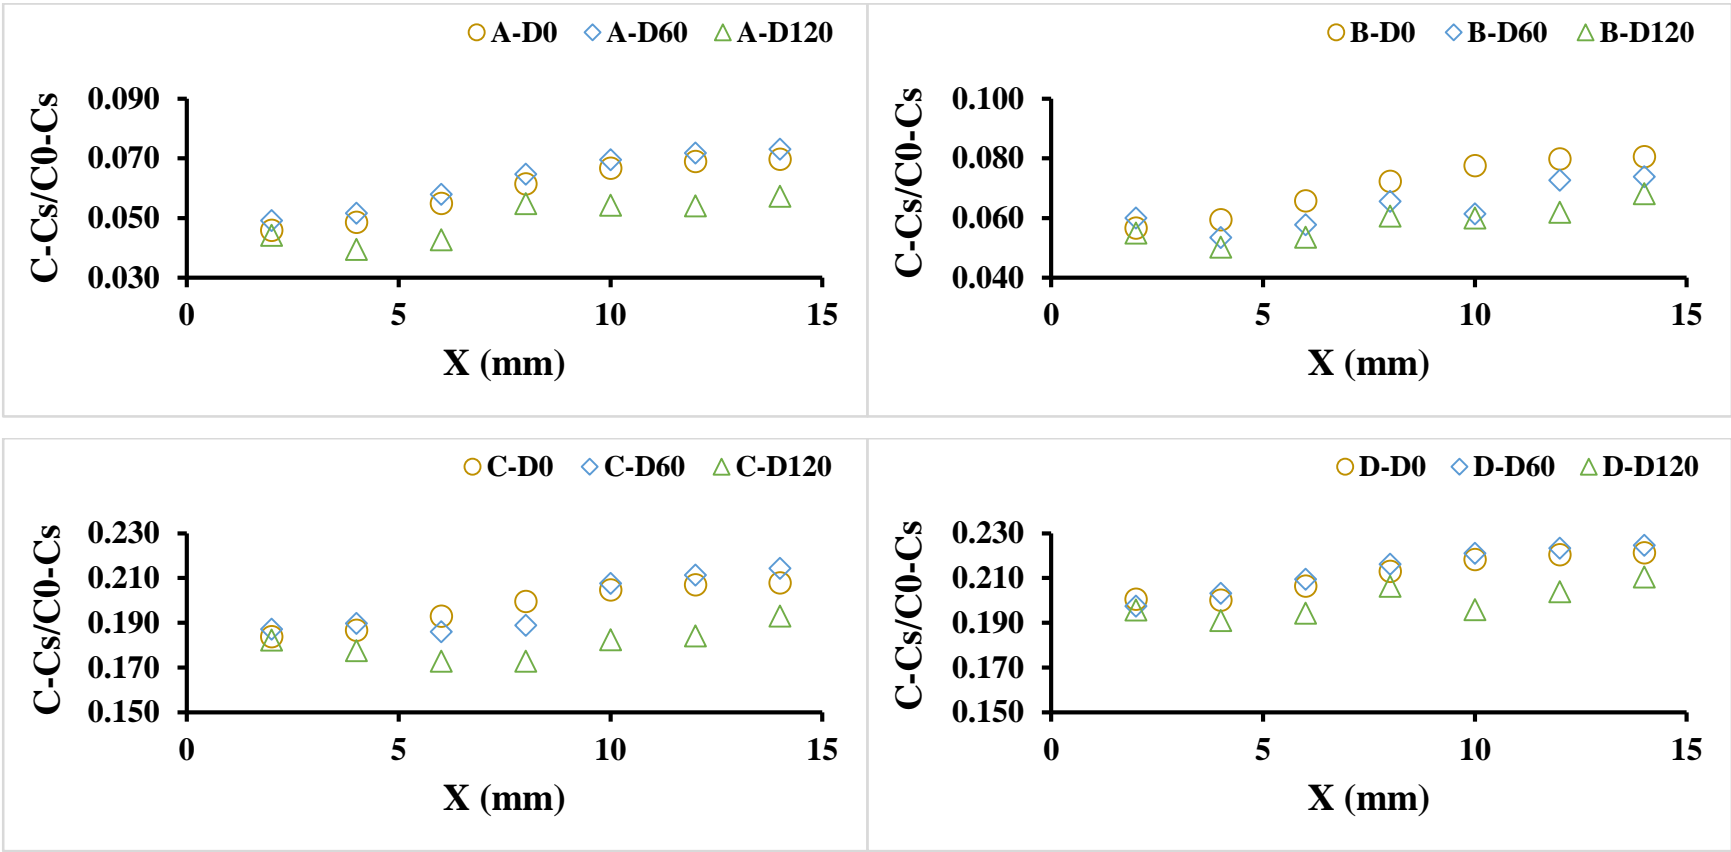 A-D0 A-D60 A-D120
C-Cs/C0-Cs
0.090
0.070
0.050
0.030
0 5 10 15
X (mm)
B-D0 B-D60 B-D120
C-Cs/C0-Cs
0.100
0.080
0.060
0.040
0 5 10 15
X (mm)
C-D0 C-D60 C-D120
C-Cs/C0-Cs
0.230
0.210
0.190
0.170
0.150
0 5 10 15
X (mm)
D-D0 D-D60 D-D120
C-Cs/C0-Cs
0.230
0.210
0.190
0.170
0.150
0 5 10 15
X (mm)